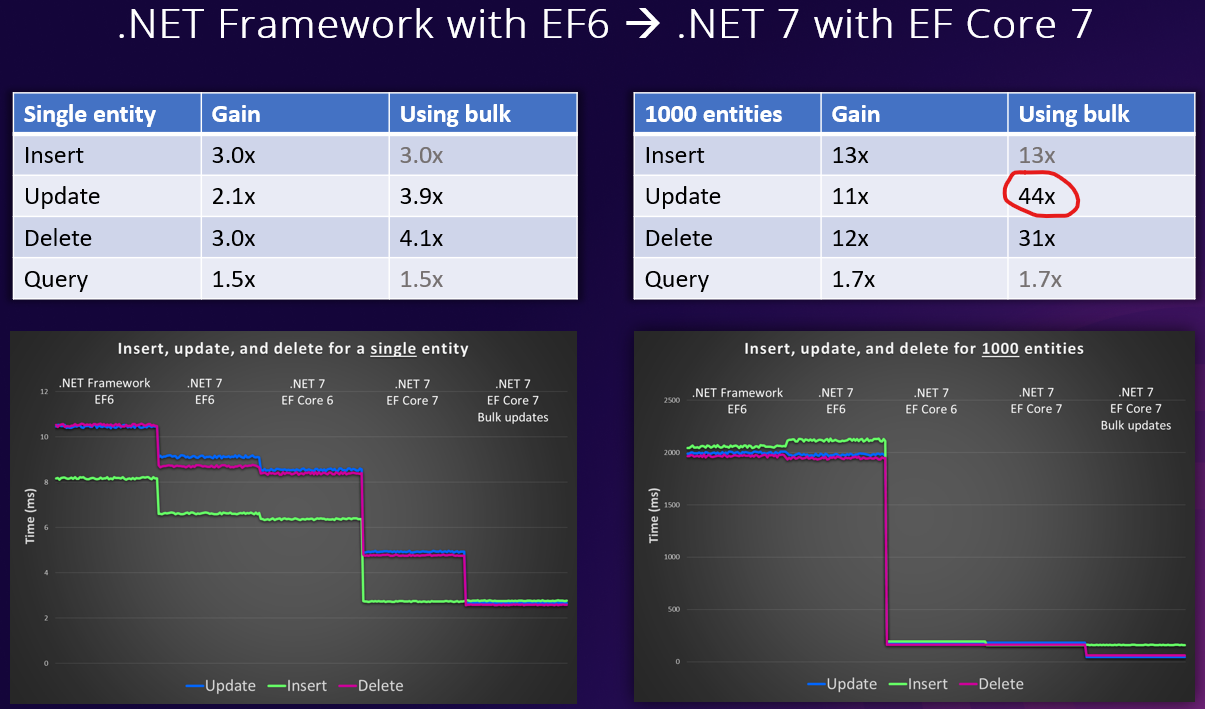 .NET Framework with EF6 → .NET 7 with EF Core 7
Single entity Gain Using bulk
Insert 3.0x 3.0x
Update 2.1x 3.9x
Delete 3.0x 4.1x
Query 1.5x 1.5x
1000 entities Gain Using bulk
Insert 13x 13x
Update 11x 44x
Delete 12x 31x
Query 1.7x 1.7x
Insert, update, and delete for a single entity
.NET Framework
EF6
.NET 7
EF6
.NET 7
EF Core 6
.NET 7
EF Core 7
.NET 7
EF Core 7
Bulk updates
12
10
8
6
4
2
0
Time (ms)
Update Insert Delete
Insert, update, and delete for 1000 entities
.NET Framework
EF6
.NET 7
EF6
.NET 7
EF Core 6
.NET 7
EF Core 7
.NET 7
EF Core 7
Bulk updates
2500
2000
1500
1000
500
0
Time (ms)
Update Insert Delete